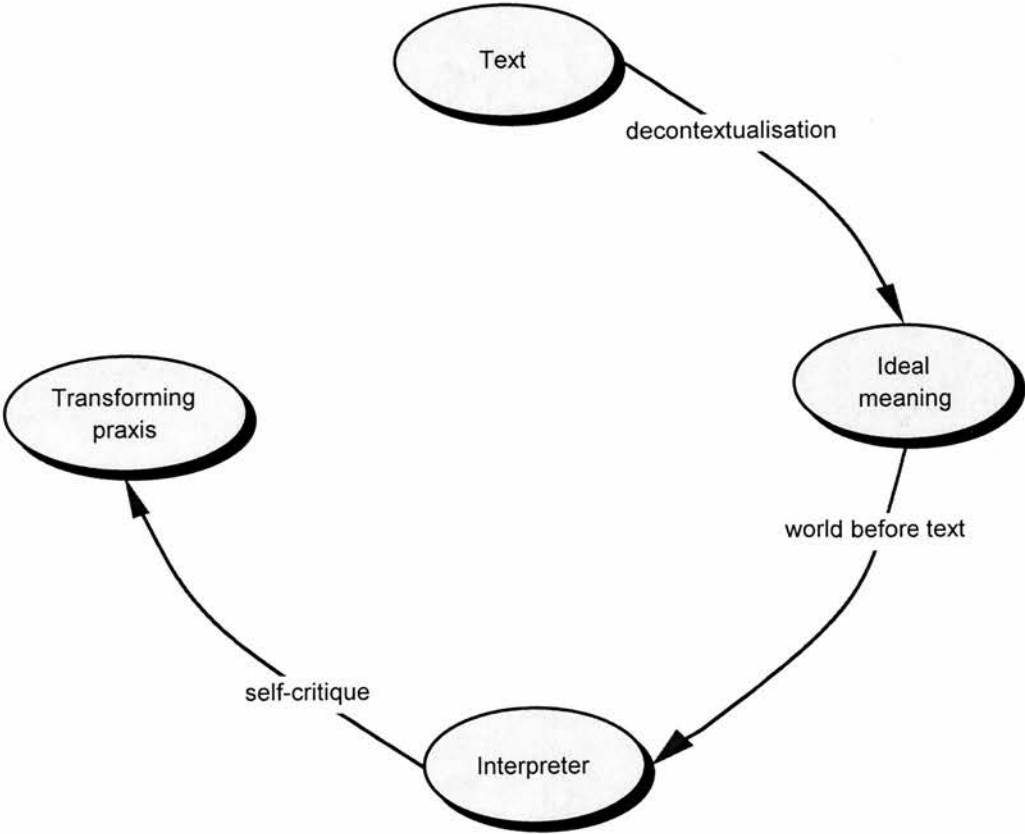 Text
decontextualisation
Ideal
meaning
world before text
Interpreter
self-critique
Transforming
praxis